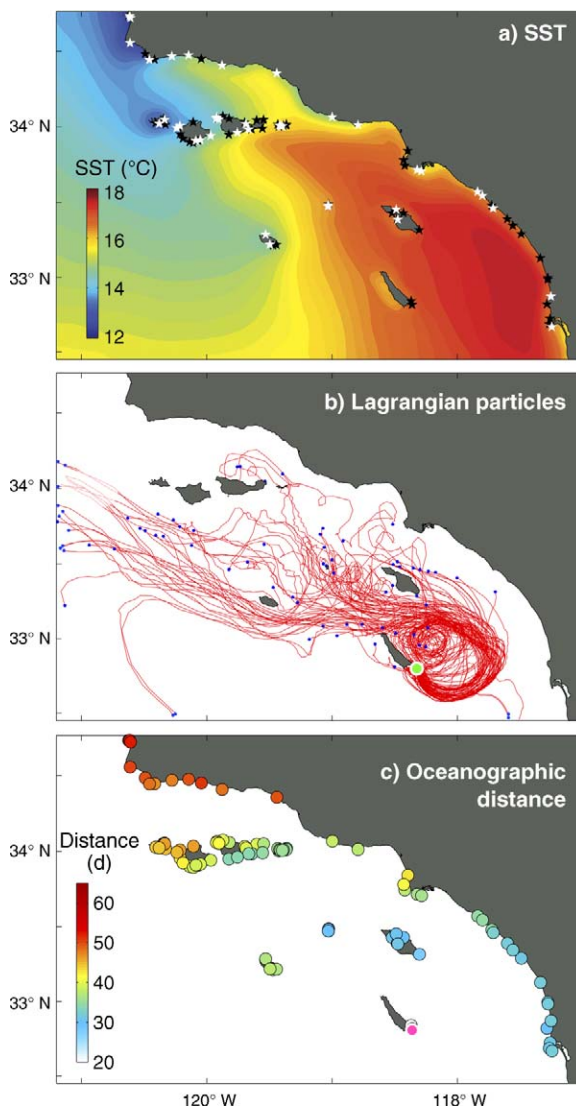 a) SST
34° N
SST (°C)
18
16
33° N
14
12
b) Lagrangian particles
34° N
33° N
c) Oceanographic
distance
Distance
(d)
34° N
60
50
40
33° N
30
20
120° W
118° W